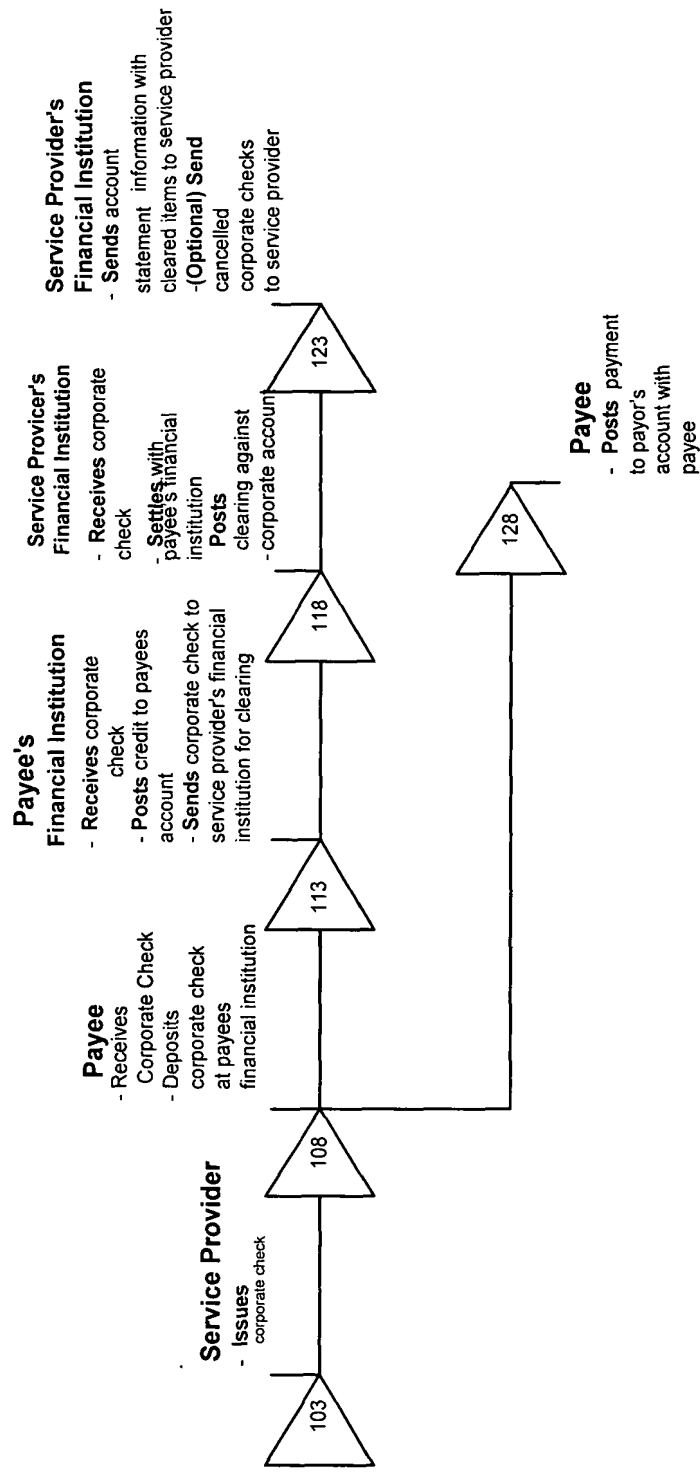 Service Provider
- Issues
corporate check
103
Payee
- Receives
Corporate Check
- Deposits
corporate check
at payees
financial institution
108
Payee's
Financial Institution
- Receives corporate
check
- Posts credit to payees
account
- Sends corporate check to
service provider's financial
institution for clearing
113
Service Provicer's
Financial Institution
- Receives corporate
check
- Settles with
payee's financial
institution
Posts
clearing against
- corporate accoun
118
Service Provider's
Financial Institution
- Sends account
statement information with
cleared items to service provider
-(Optional) Send
cancelled
corporate checks
to service provider
123
Payee
- Posts payment
to payor's
account with
payee
128